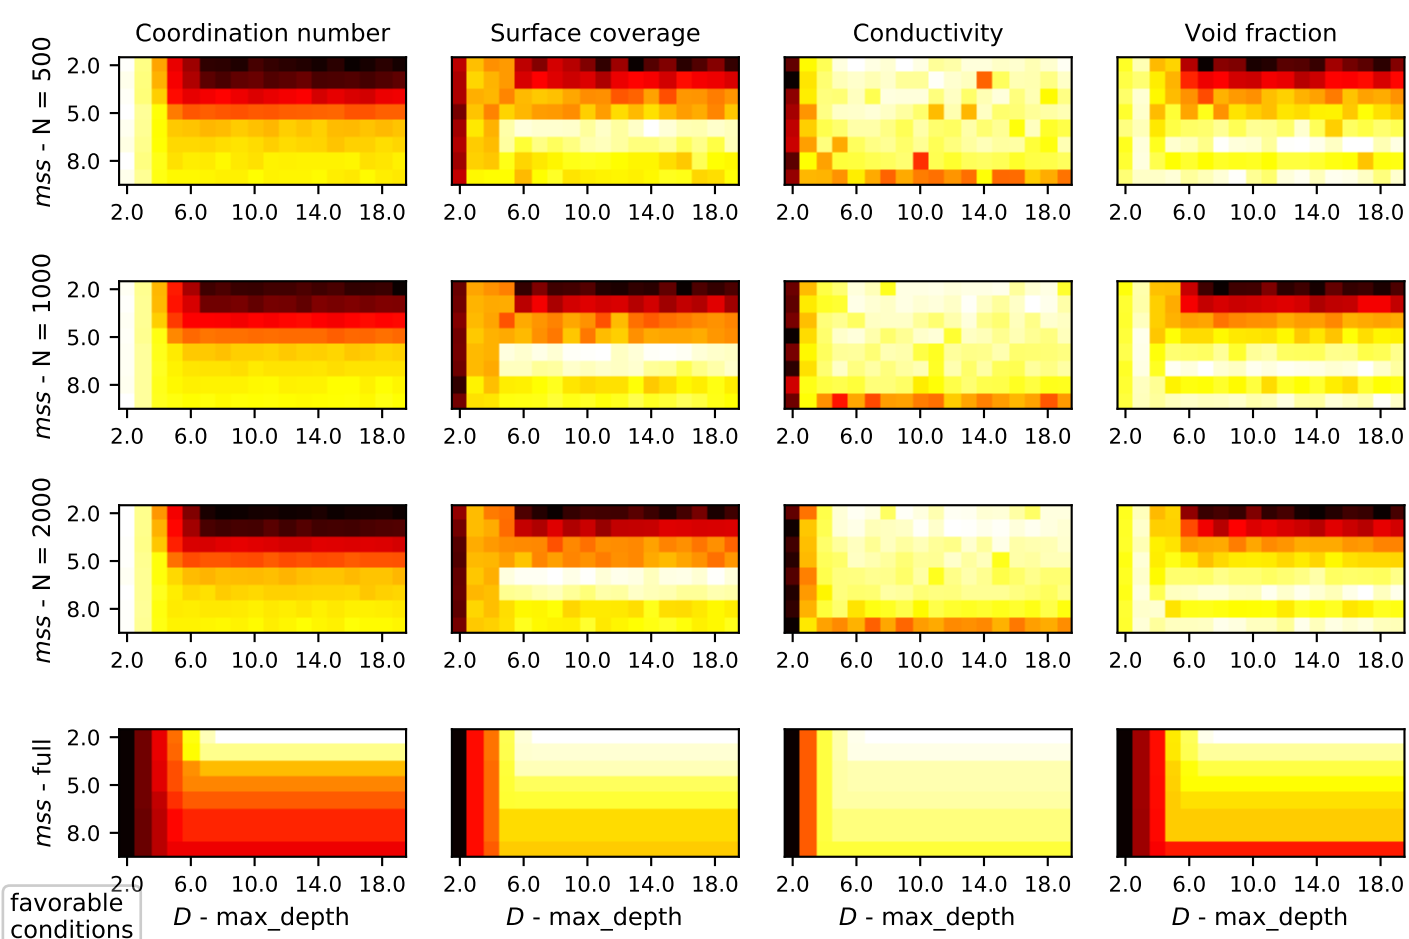 Coordination number Surface coverage Conductivity Void fraction
mss - N = 500
2.0
5.0
8.0
2.0 6.0 10.0 14.0 18.0 2.0 6.0 10.0 14.0 18.0 2.0 6.0 10.0 14.0 18.0 2.0 6.0 10.0 14.0 18.0
mss - N = 1000
2.0
5.0
8.0
2.0 6.0 10.0 14.0 18.0 2.0 6.0 10.0 14.0 18.0 2.0 6.0 10.0 14.0 18.0 2.0 6.0 10.0 14.0 18.0
mss - N = 2000
2.0
5.0
8.0
2.0 6.0 10.0 14.0 18.0 2.0 6.0 10.0 14.0 18.0 2.0 6.0 10.0 14.0 18.0 2.0 6.0 10.0 14.0 18.0
mss - full
2.0
5.0
8.0
2.0 6.0 10.0 14.0 18.0 2.0 6.0 10.0 14.0 18.0 2.0 6.0 10.0 14.0 18.0 2.0 6.0 10.0 14.0 18.0
D - max_depth D - max_depth D - max_depth D - max_depth
favorable
conditions